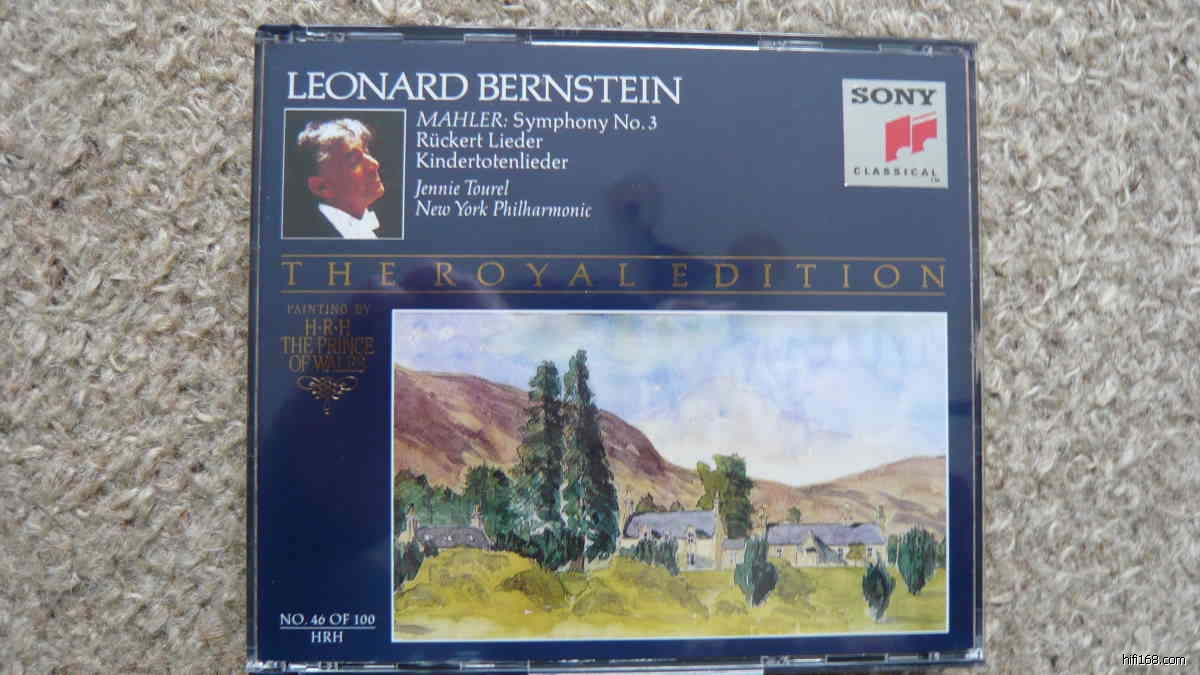 LEONARD BERNSTEIN
MAHLER: Symphony No. 3
Rückert Lieder
Kindertotenlieder
Jennie Tourel
New York Philharmonic
SONY
CLASSICAL
TM
THE ROYAL EDITION
PAINTING BY
H·R·H
THE PRINCE
OF WALES
NO. 46 OF 100
HRH
hifi168.com